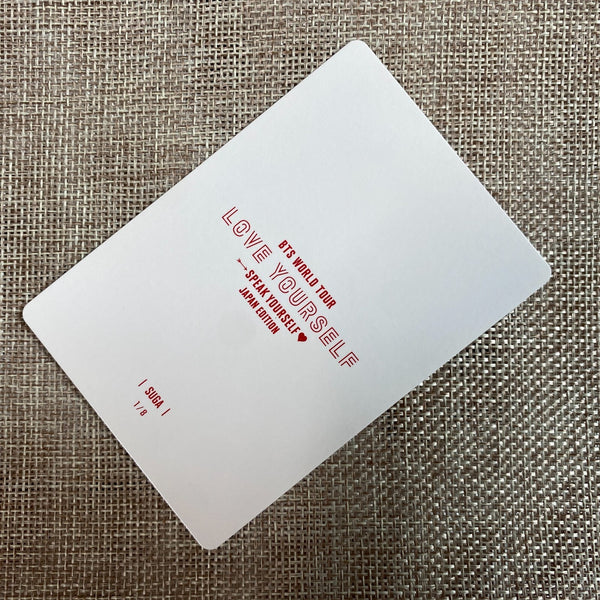 BTS WORLD TOUR
LOVE YOURSELF
SPEAK YOURSELF
JAPAN EDITION
| SUGA |
1/8